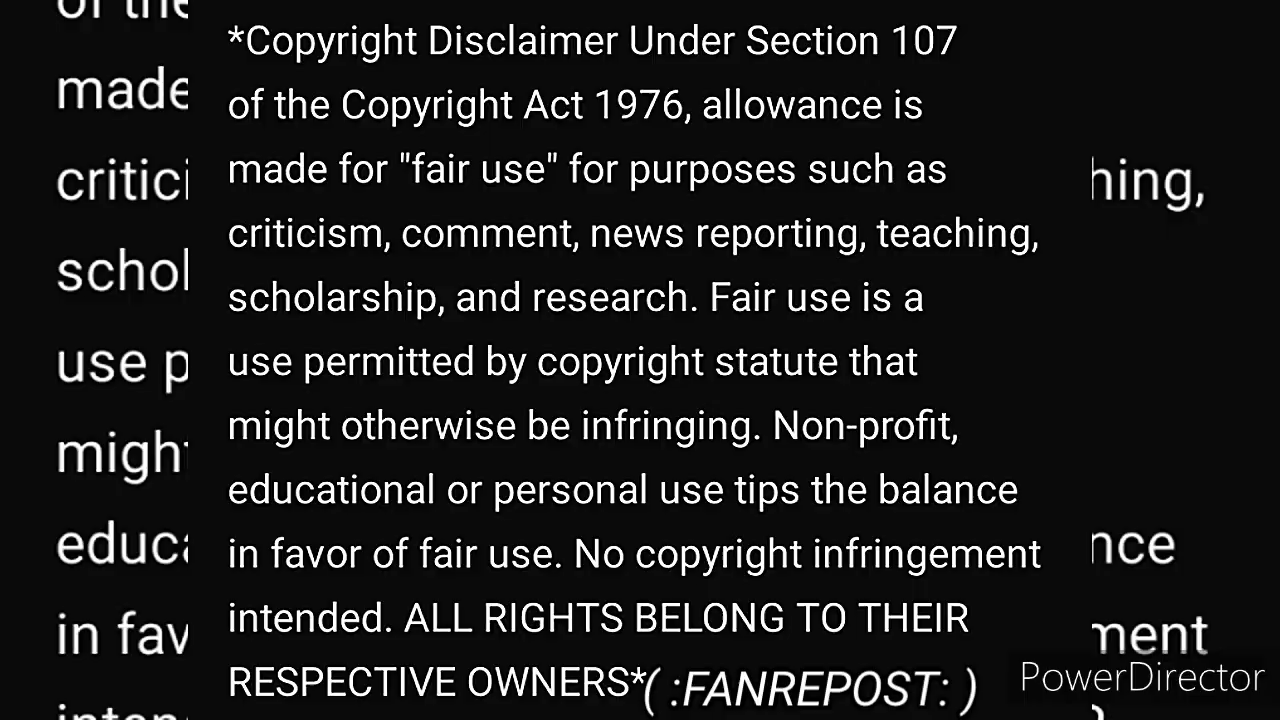 *Copyright Disclaimer Under Section 107
of the Copyright Act 1976, allowance is
made for "fair use" for purposes such as
criticism, comment, news reporting, teaching,
scholarship, and research. Fair use is a
use permitted by copyright statute that
might otherwise be infringing. Non-profit,
educational or personal use tips the balance
in favor of fair use. No copyright infringement
intended. ALL RIGHTS BELONG TO THEIR
RESPECTIVE OWNERS*( :FANREPOST: )
PowerDirector